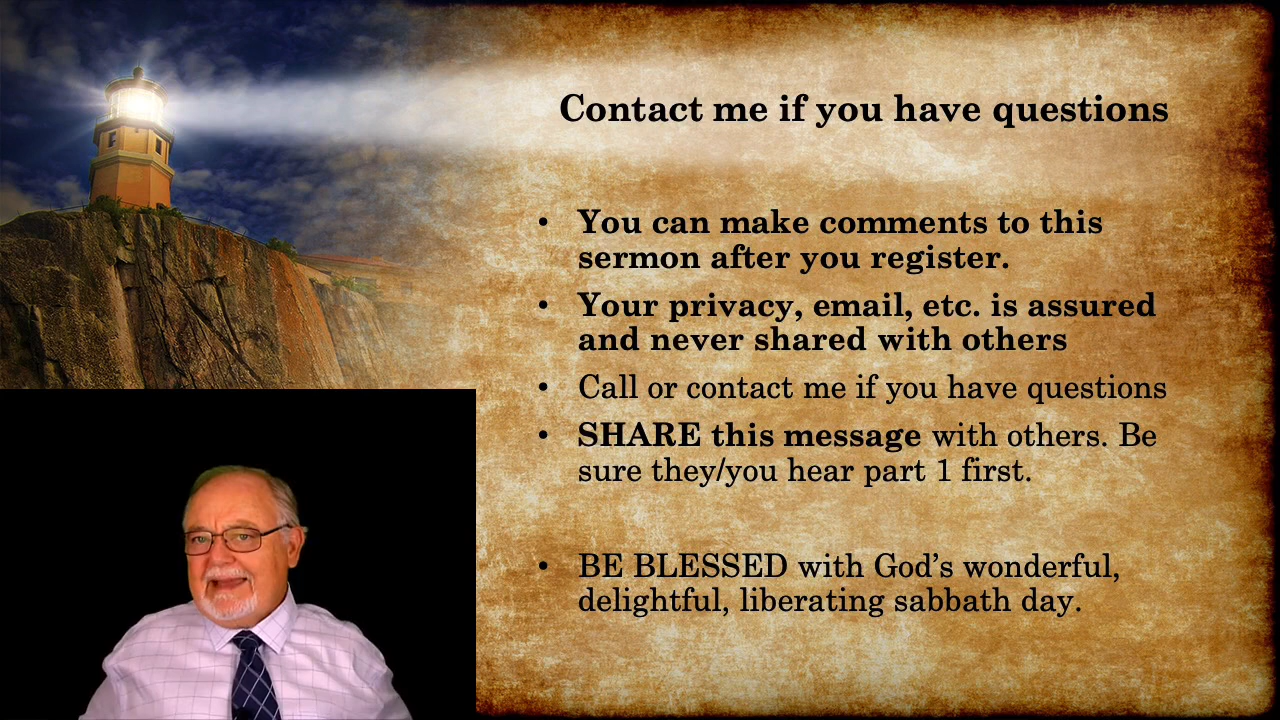 Contact me if you have questions
• You can make comments to this
sermon after you register.
• Your privacy, email, etc. is assured
and never shared with others
• Call or contact me if you have questions
• SHARE this message with others. Be
sure they/you hear part 1 first.
• BE BLESSED with God’s wonderful,
delightful, liberating sabbath day.